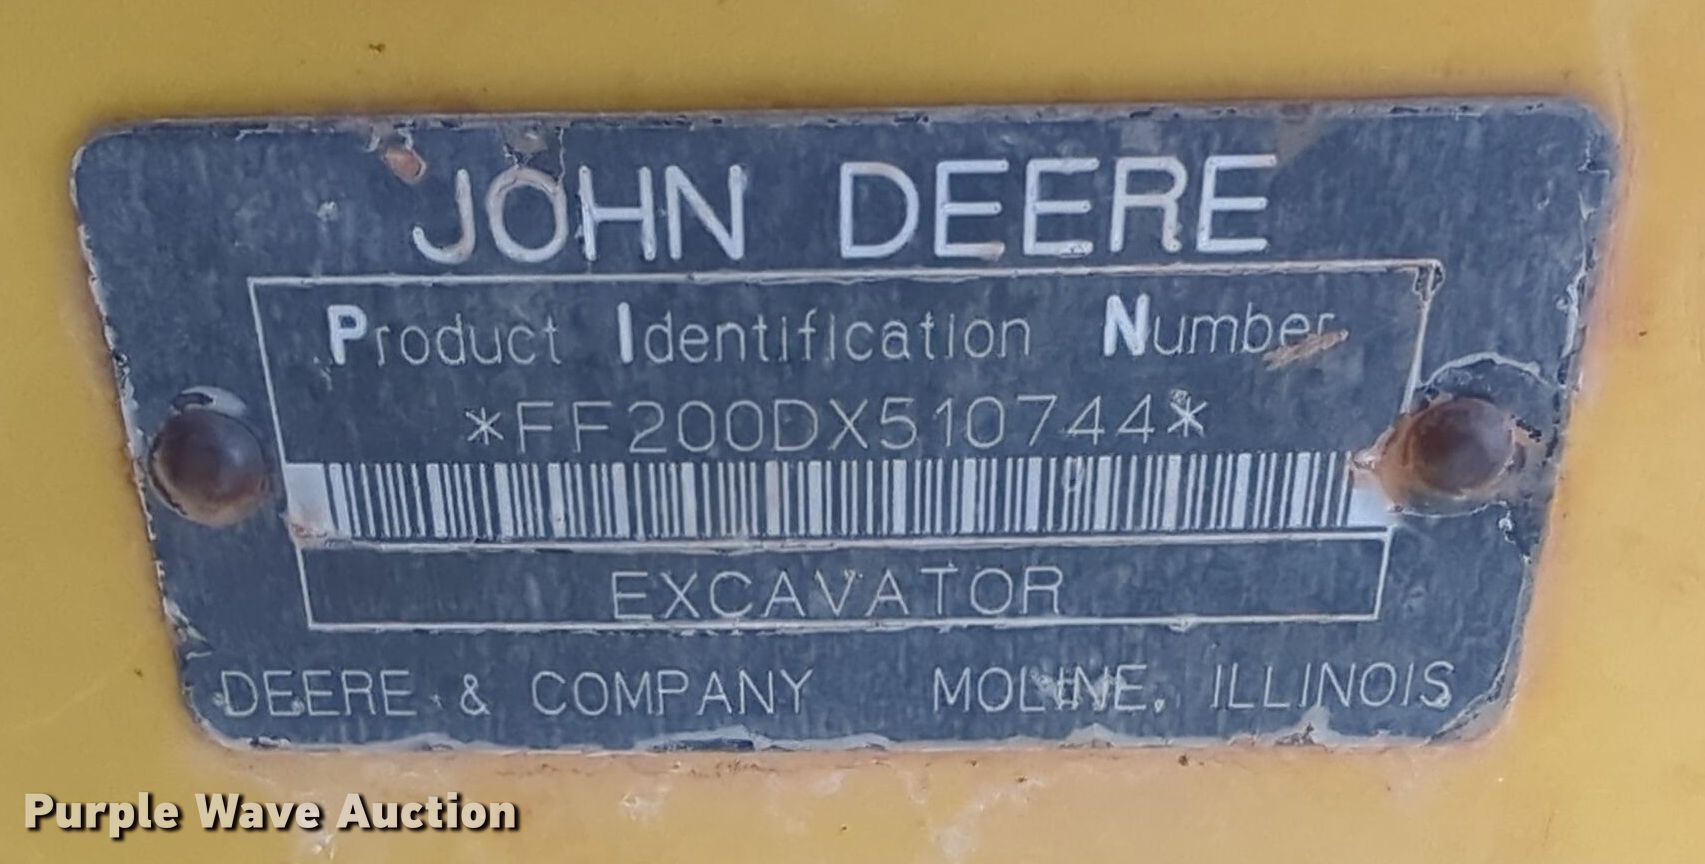 JOHN DEERE
Product Identification Number
*FF200DX510744*
EXCAVATOR
DEERE & COMPANY MOLINE, ILLINOIS
Purple Wave Auction